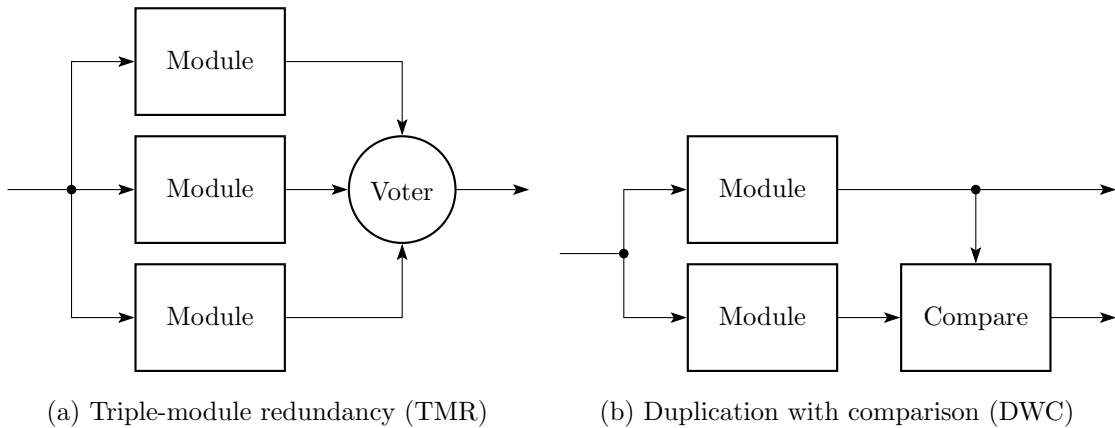 Module
Module
Voter
Module
(a) Triple-module redundancy (TMR)
Module
Module
Compare
(b) Duplication with comparison (DWC)